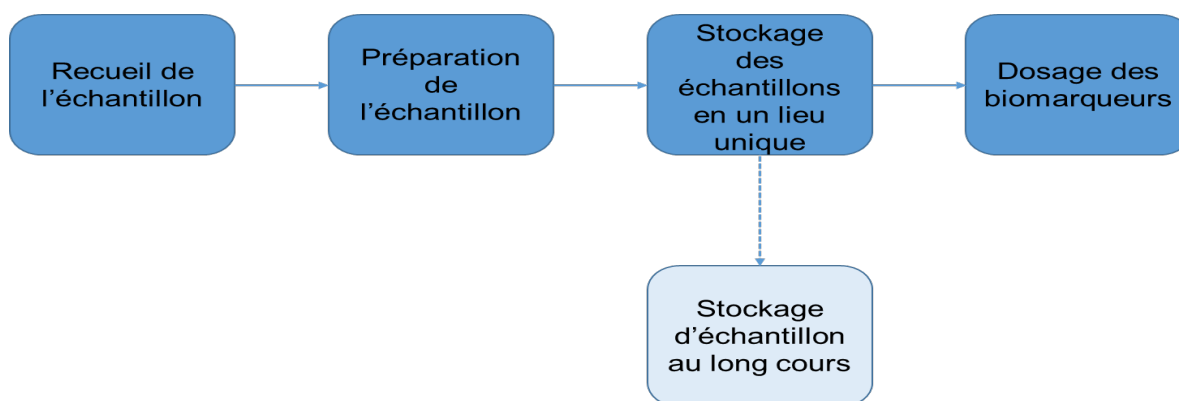 Recueil de
l'échantillon
Préparation
de
l'échantillon
Stockage
des
échantillons
en un lieu
unique
Dosage des
biomarqueurs
Stockage
d'échantillon
au long cours